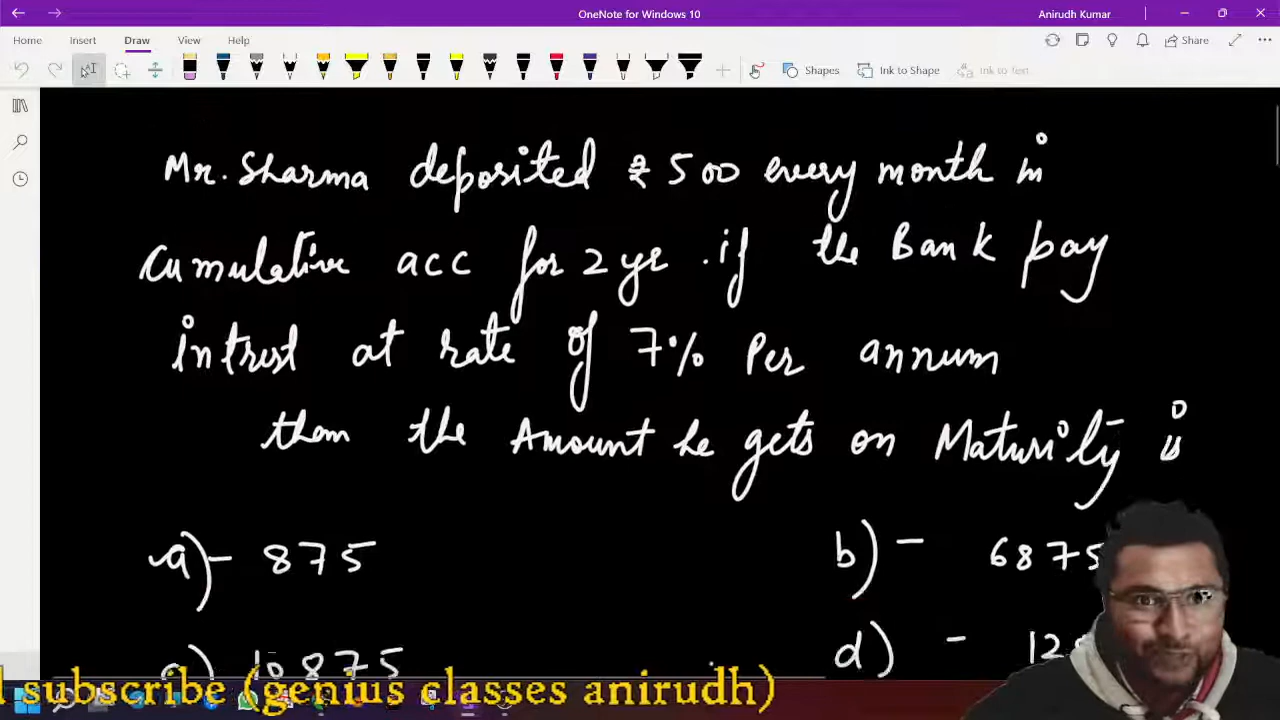 OneNote for Windows 10
Anirudh Kumar
Home Insert Draw View Help
Share
Shapes
Ink to Shape
Ink to Text
Mr. Sharma deposited ₹ 500 every month in
Cumulative acc for 2 yr . if the Bank pay
intrest at rate of 7% Per annum
then the Amount he gets on Maturity is
a) - 875
b) - 6875
c) 10875
d) -
subscribe (genius classes anirudh)